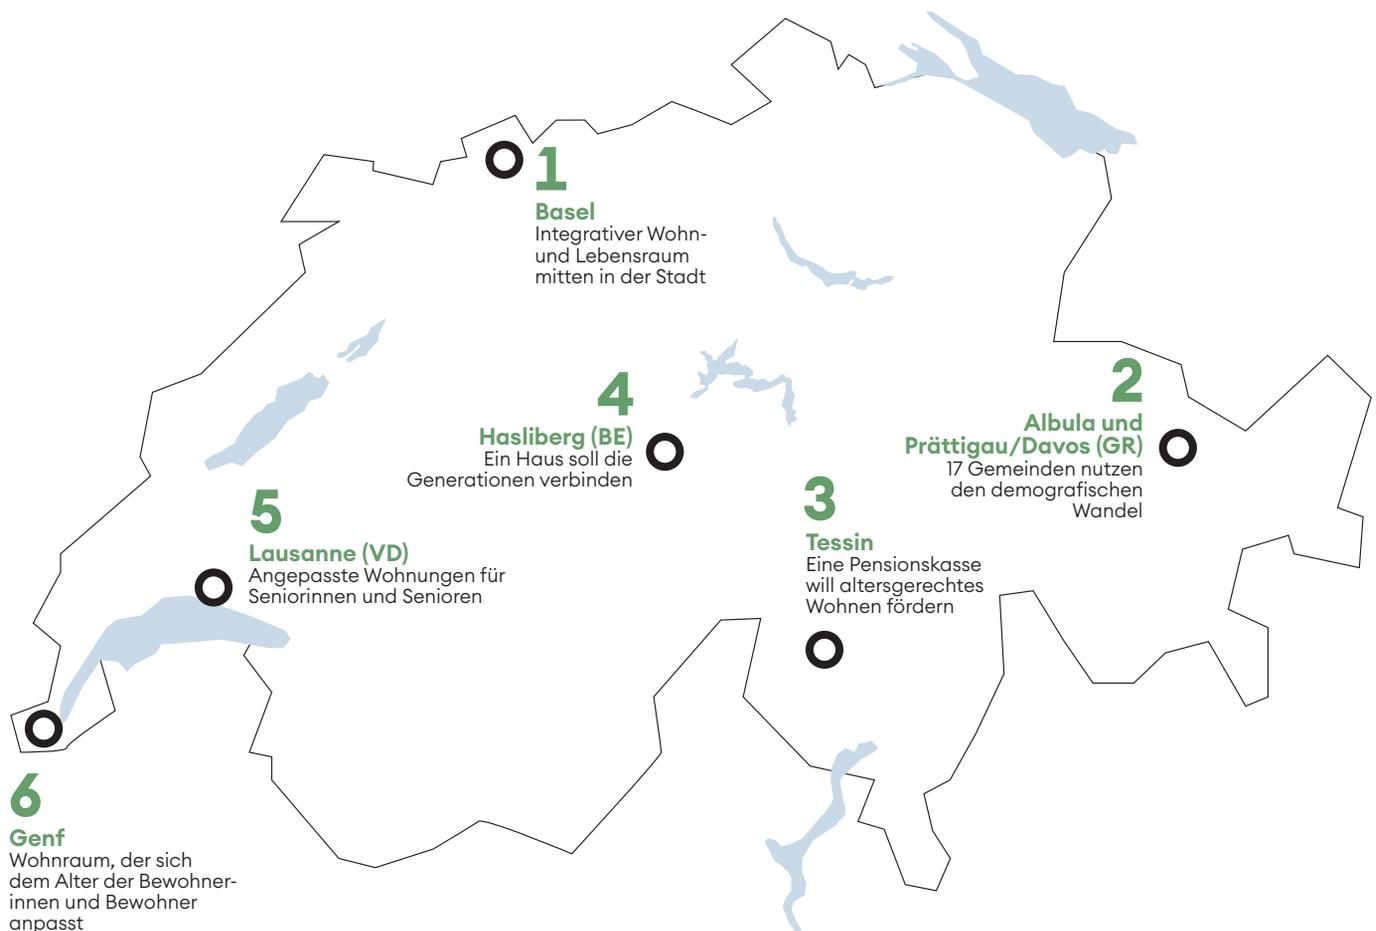 1
Basel
Integrativer Wohn-
und Lebensraum
mitten in der Stadt
2
Albula und
Prättigau/Davos (GR)
17 Gemeinden nutzen
den demografischen
Wandel
3
Tessin
Eine Pensionskasse
will altersgerechtes
Wohnen fördern
4
Hasliberg (BE)
Ein Haus soll die
Generationen verbinden
5
Lausanne (VD)
Angepasste Wohnungen für
Seniorinnen und Senioren
6
Genf
Wohnraum, der sich
dem Alter der Bewohner-
innen und Bewohner
anpasst